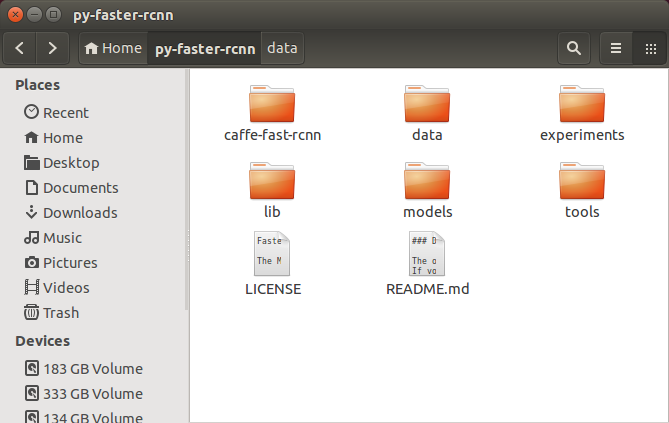 py-faster-rcnn
Home
py-faster-rcnn
data
Places
Recent
Home
Desktop
Documents
Downloads
Music
Pictures
Videos
Trash
Devices
183 GB Volume
333 GB Volume
134 GB Volume
caffe-fast-rcnn
data
experiments
lib
models
tools
Faste
The M
LICENSE
### D
The o
If vo
README.md